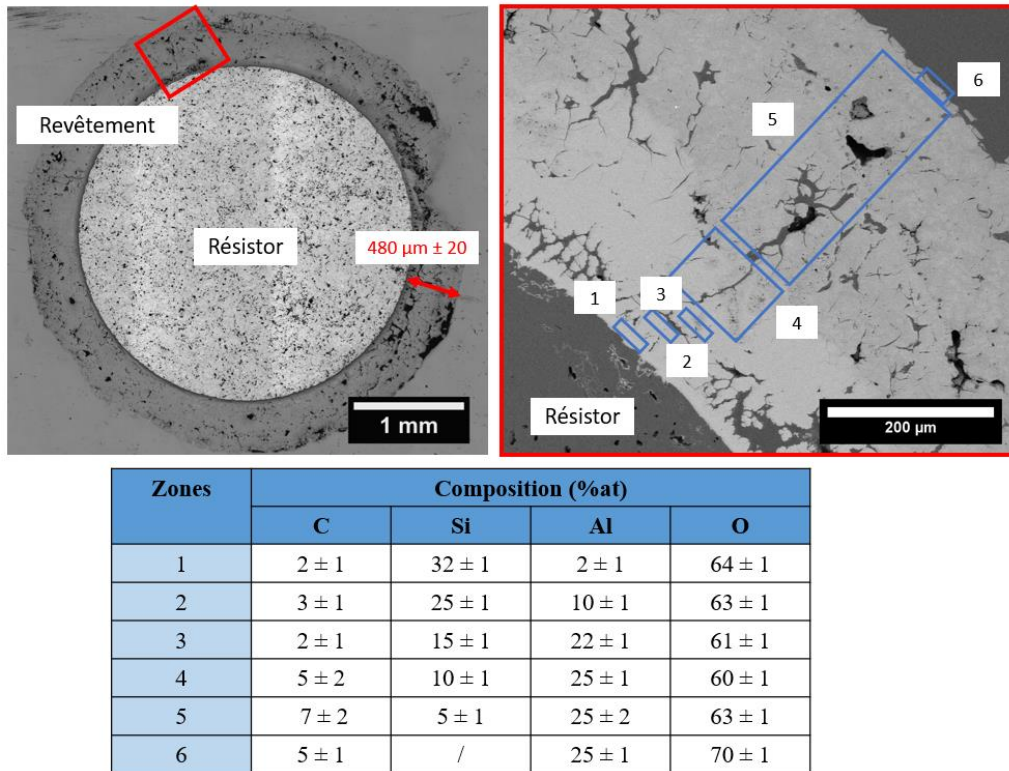 Revêtement
Résistor
480 µm ± 20
1 mm
1
2
3
4
5
6
Résistor
200 µm
Zones Composition (%at)
C Si Al O
1 2 ± 1 32 ± 1 2 ± 1 64 ± 1
2 3 ± 1 25 ± 1 10 ± 1 63 ± 1
3 2 ± 1 15 ± 1 22 ± 1 61 ± 1
4 5 ± 2 10 ± 1 25 ± 1 60 ± 1
5 7 ± 2 5 ± 1 25 ± 2 63 ± 1
6 5 ± 1 / 25 ± 1 70 ± 1